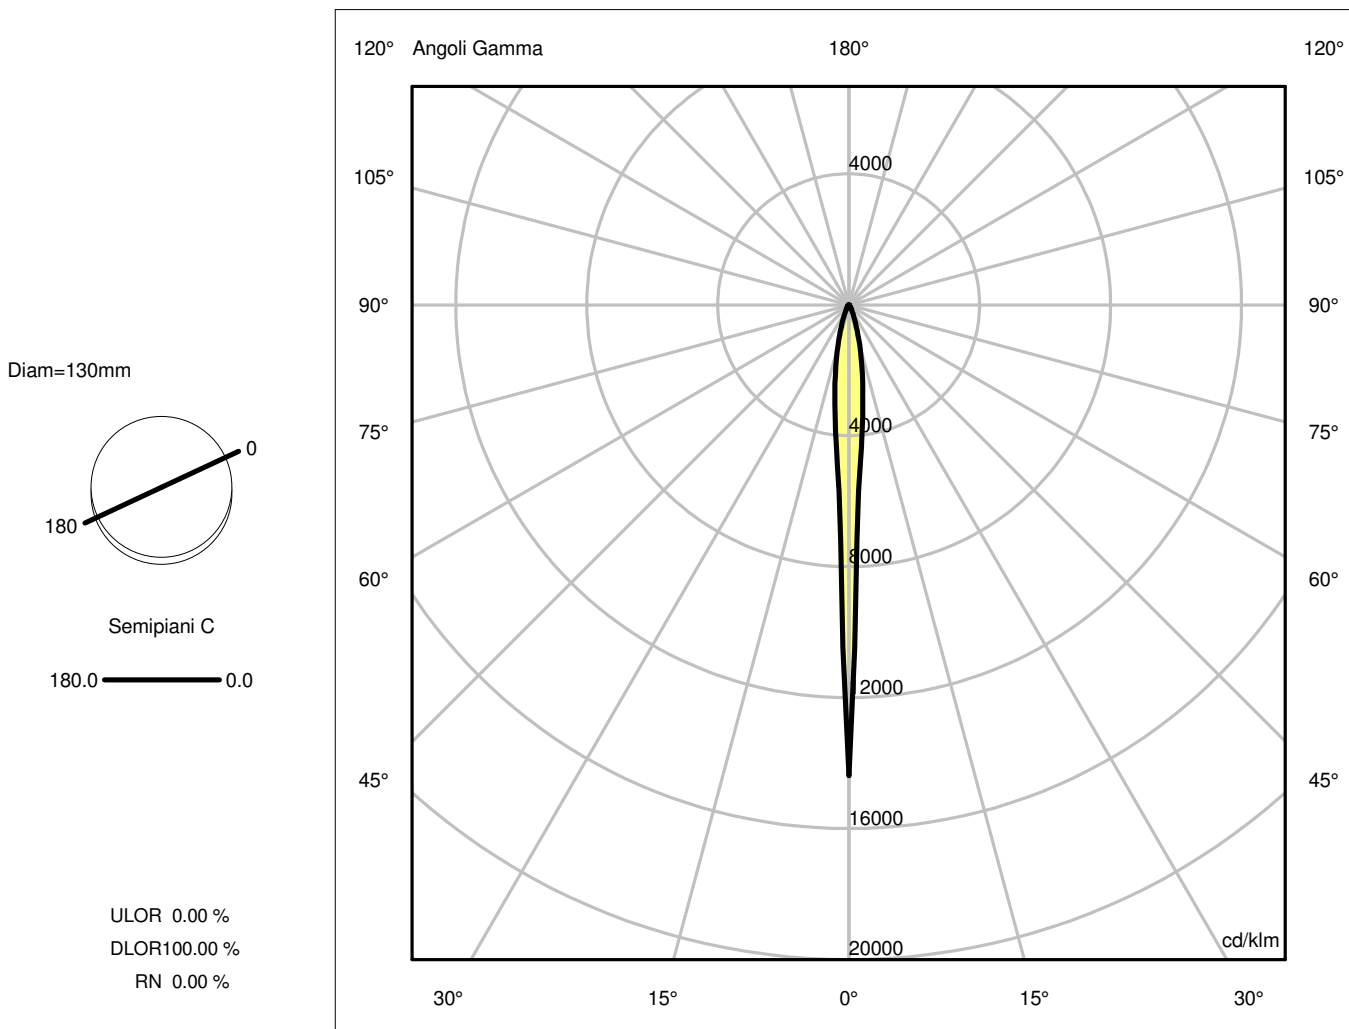 120° Angoli Gamma 180° 120°
4000
105° 105°
90° 90°
Diam=130mm
4000
75° 75°
0
180
8000
60° 60°
Semipiani C
180.0 0.0
12000
45° 45°
16000
ULOR 0.00 %
DLOR100.00 %
20000 cd/klm
RN 0.00 %
30° 15° 0° 15° 30°